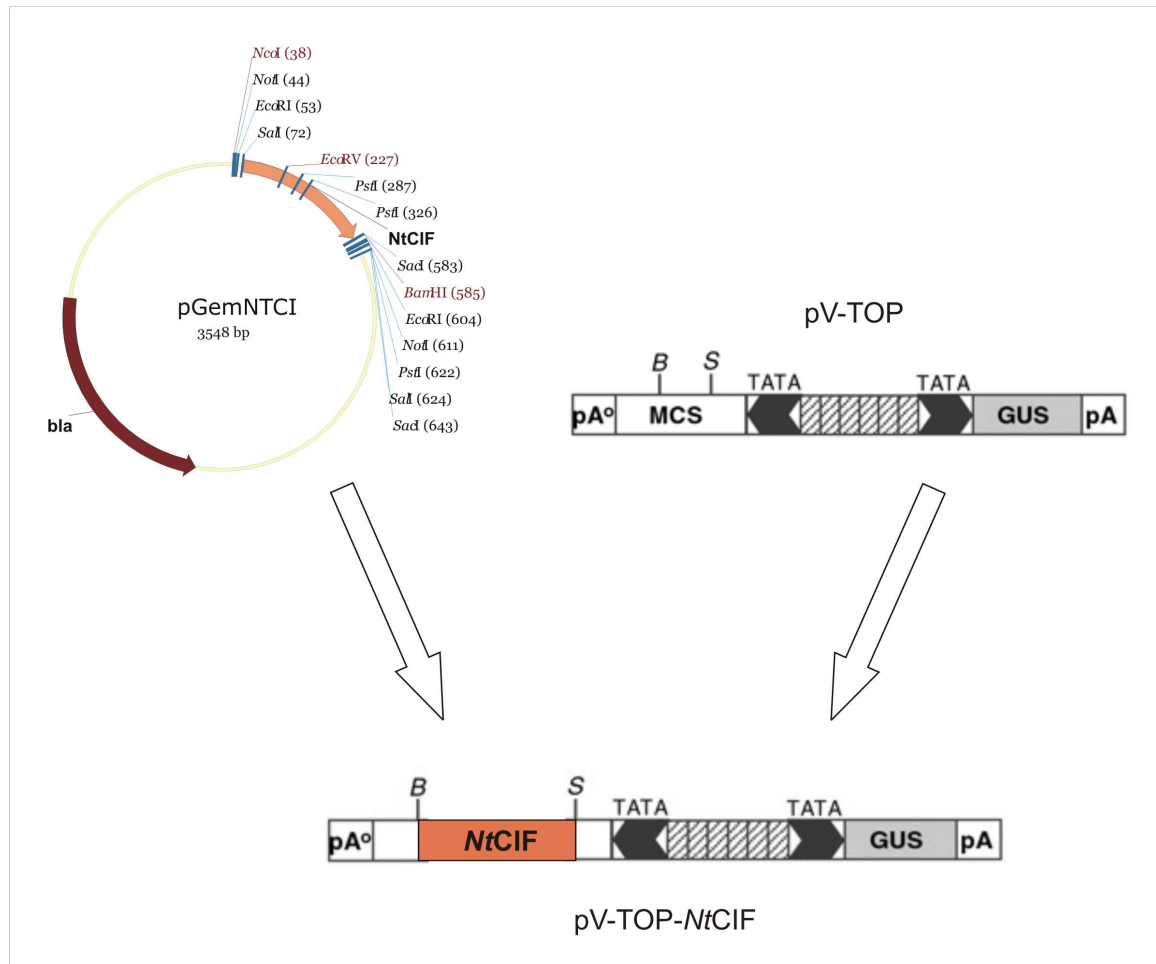 NcoI (38)
NotI (44)
EcoRI (53)
SalI (72)
EcoRV (227)
PstI (287)
PstI (326)
NtCIF
SacI (583)
BamHI (585)
EcoRI (604)
NotI (611)
PstI (622)
SalI (624)
SacI (643)
pGemNTCI
3548 bp
bla
pV-TOP
B S
TATA TATA
pAº MCS GUS pA
B S
TATA TATA
pAº NtCIF GUS pA
pV-TOP-NtCIF